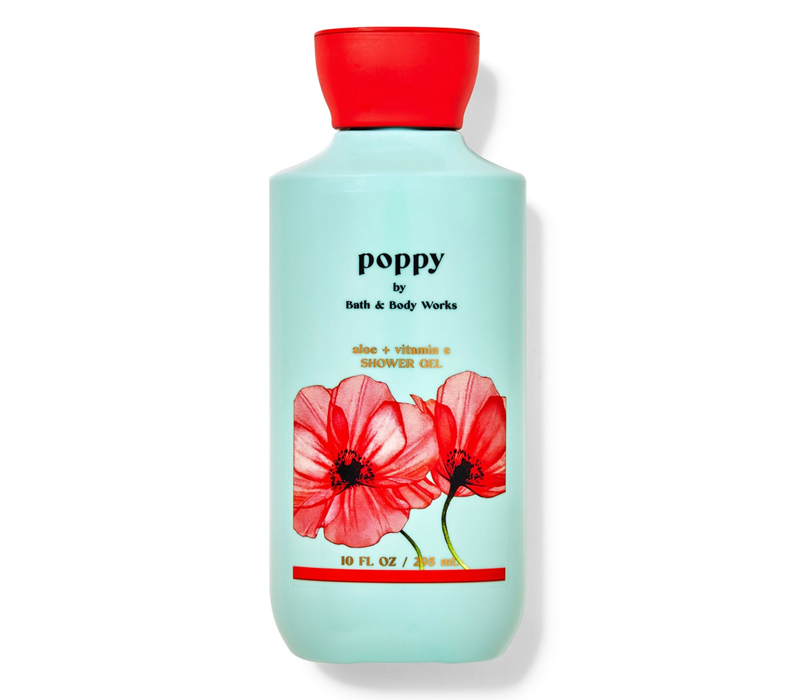 poppy
by
Bath & Body Works
aloe + vitamin e
SHOWER GEL
10 FL OZ / 295 mL